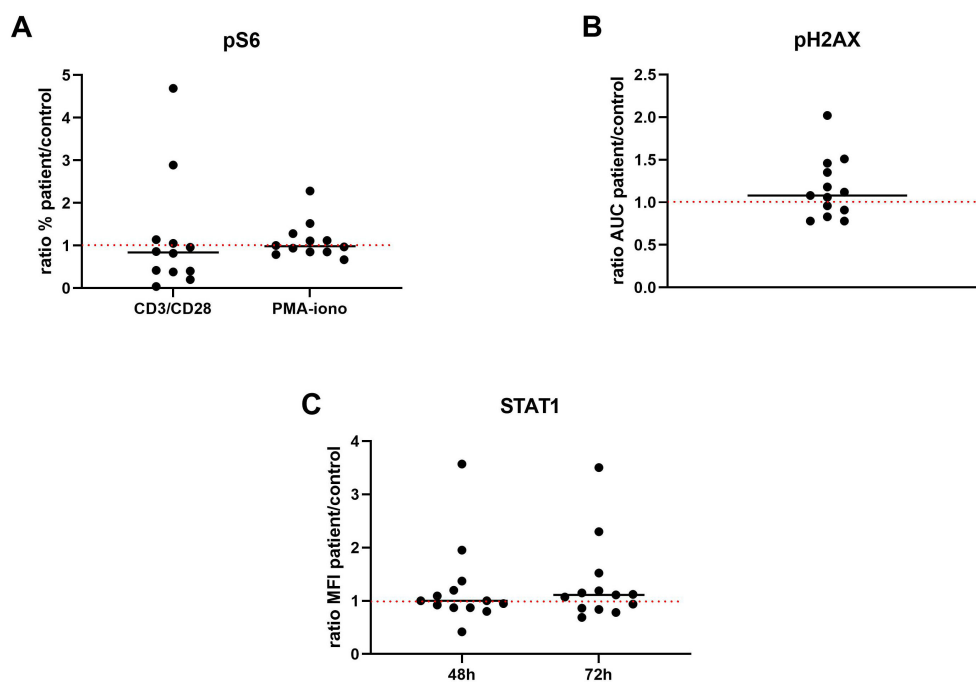 A
pS6
ratio % patient/control
5
4
3
2
1
0
CD3/CD28
PMA-iono
B
pH2AX
ratio AUC patient/control
2.5
2.0
1.5
1.0
0.5
0.0
C
STAT1
ratio MFI patient/control
4
3
2
1
0
48h
72h